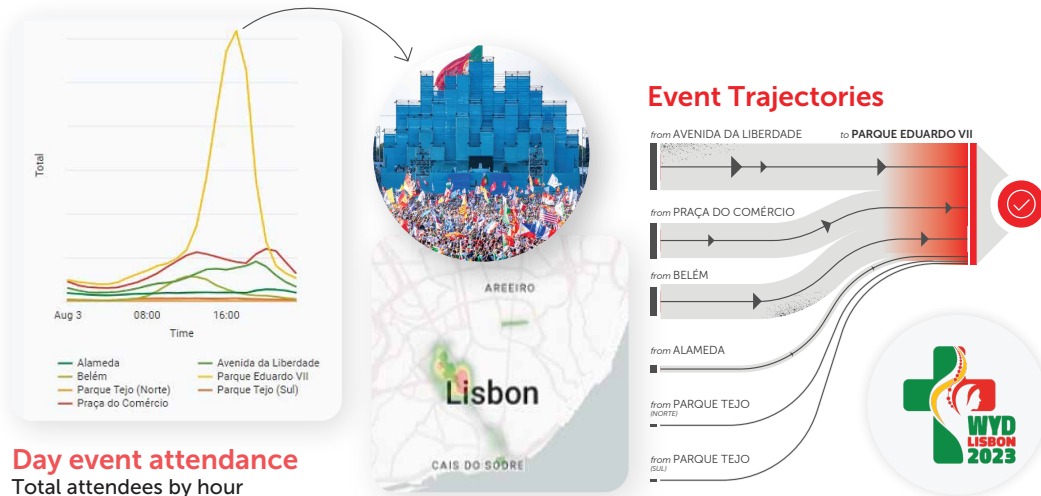 Total
Aug 3
08:00
16:00
Time
Alameda
Avenida da Liberdade
Belém
Parque Eduardo VII
Parque Tejo (Norte)
Parque Tejo (Sul)
Praça do Comércio
Day event attendance
Total attendees by hour
AREEIRO
Lisbon
CAIS DO SODRÉ
Event Trajectories
from AVENIDA DA LIBERDADE
to PARQUE EDUARDO VII
from PRAÇA DO COMÉRCIO
from BELÉM
from ALAMEDA
from PARQUE TEJO
(NORTE)
from PARQUE TEJO
(SUL)
WYD
LISBON
2023